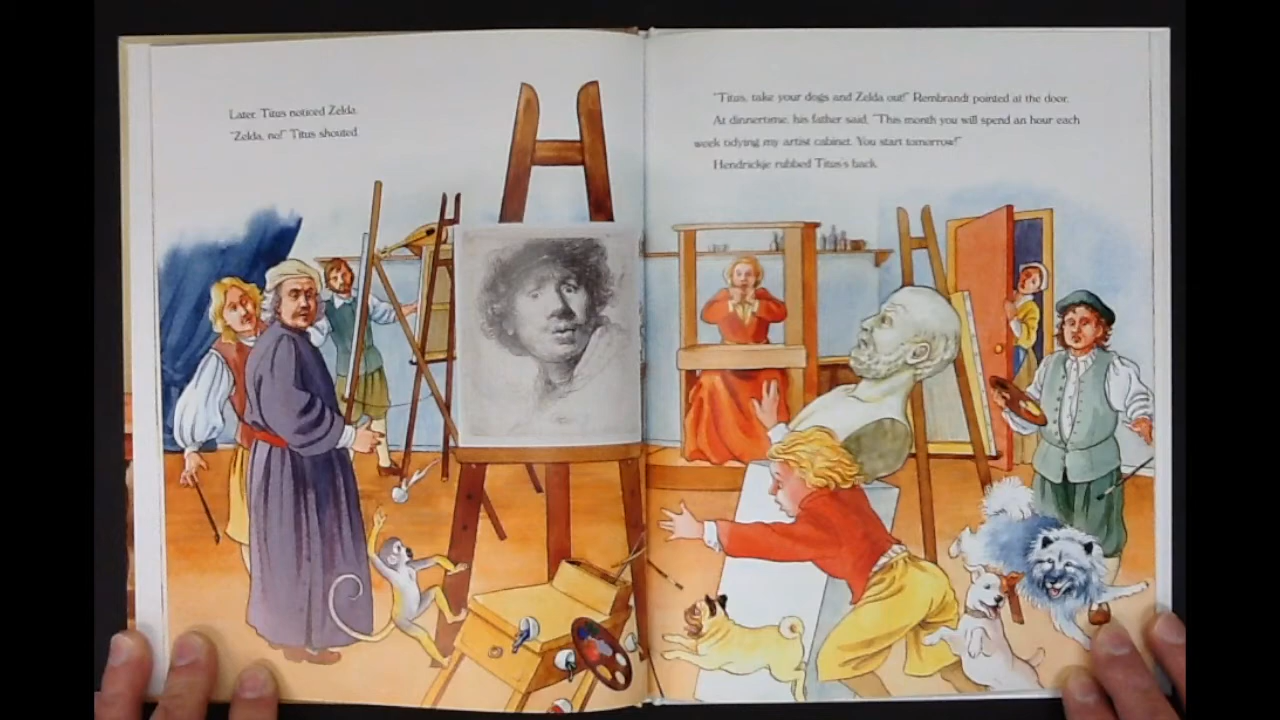 Later, Titus noticed Zelda.
"Zelda, no!" Titus shouted.
"Titus, take your dogs and Zelda out!" Rembrandt pointed at the door.
At dinnertime, his father said, "This month you will spend an hour each
week tidying my artist cabinet. You start tomorrow!"
Hendrickje rubbed Titus's back.